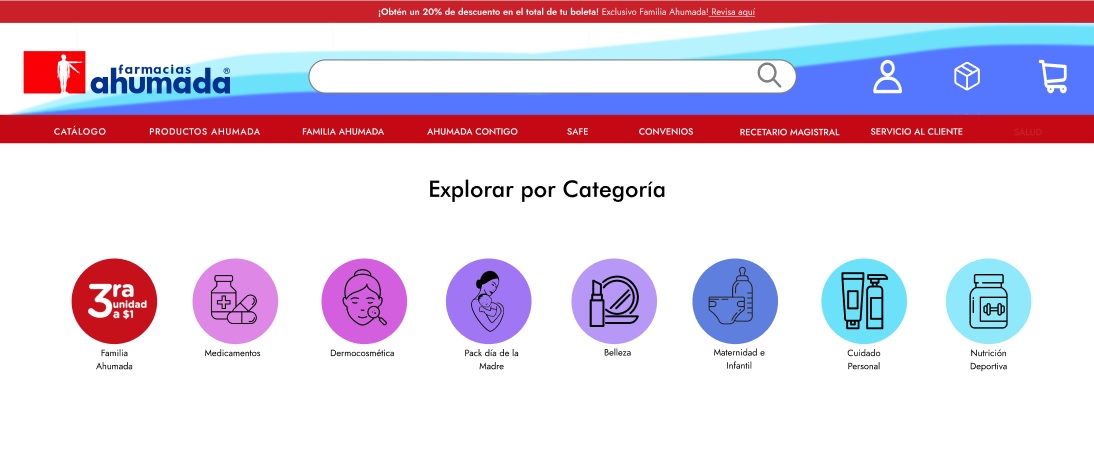 ¡Obtén un 20% de descuento en el total de tu boleta! Exclusivo Familia Ahumada! Revisa aquí
farmacias
ahumada®
CATÁLOGO PRODUCTOS AHUMADA FAMILIA AHUMADA AHUMADA CONTIGO SAFE CONVENIOS RECETARIO MAGISTRAL SERVICIO AL CLIENTE SALUD
Explorar por Categoría
3ra
unidad
a $1
Familia
Ahumada
Medicamentos
Dermocosmética
Pack día de la
Madre
Belleza
Maternidad e
Infantil
Cuidado
Personal
Nutrición
Deportiva